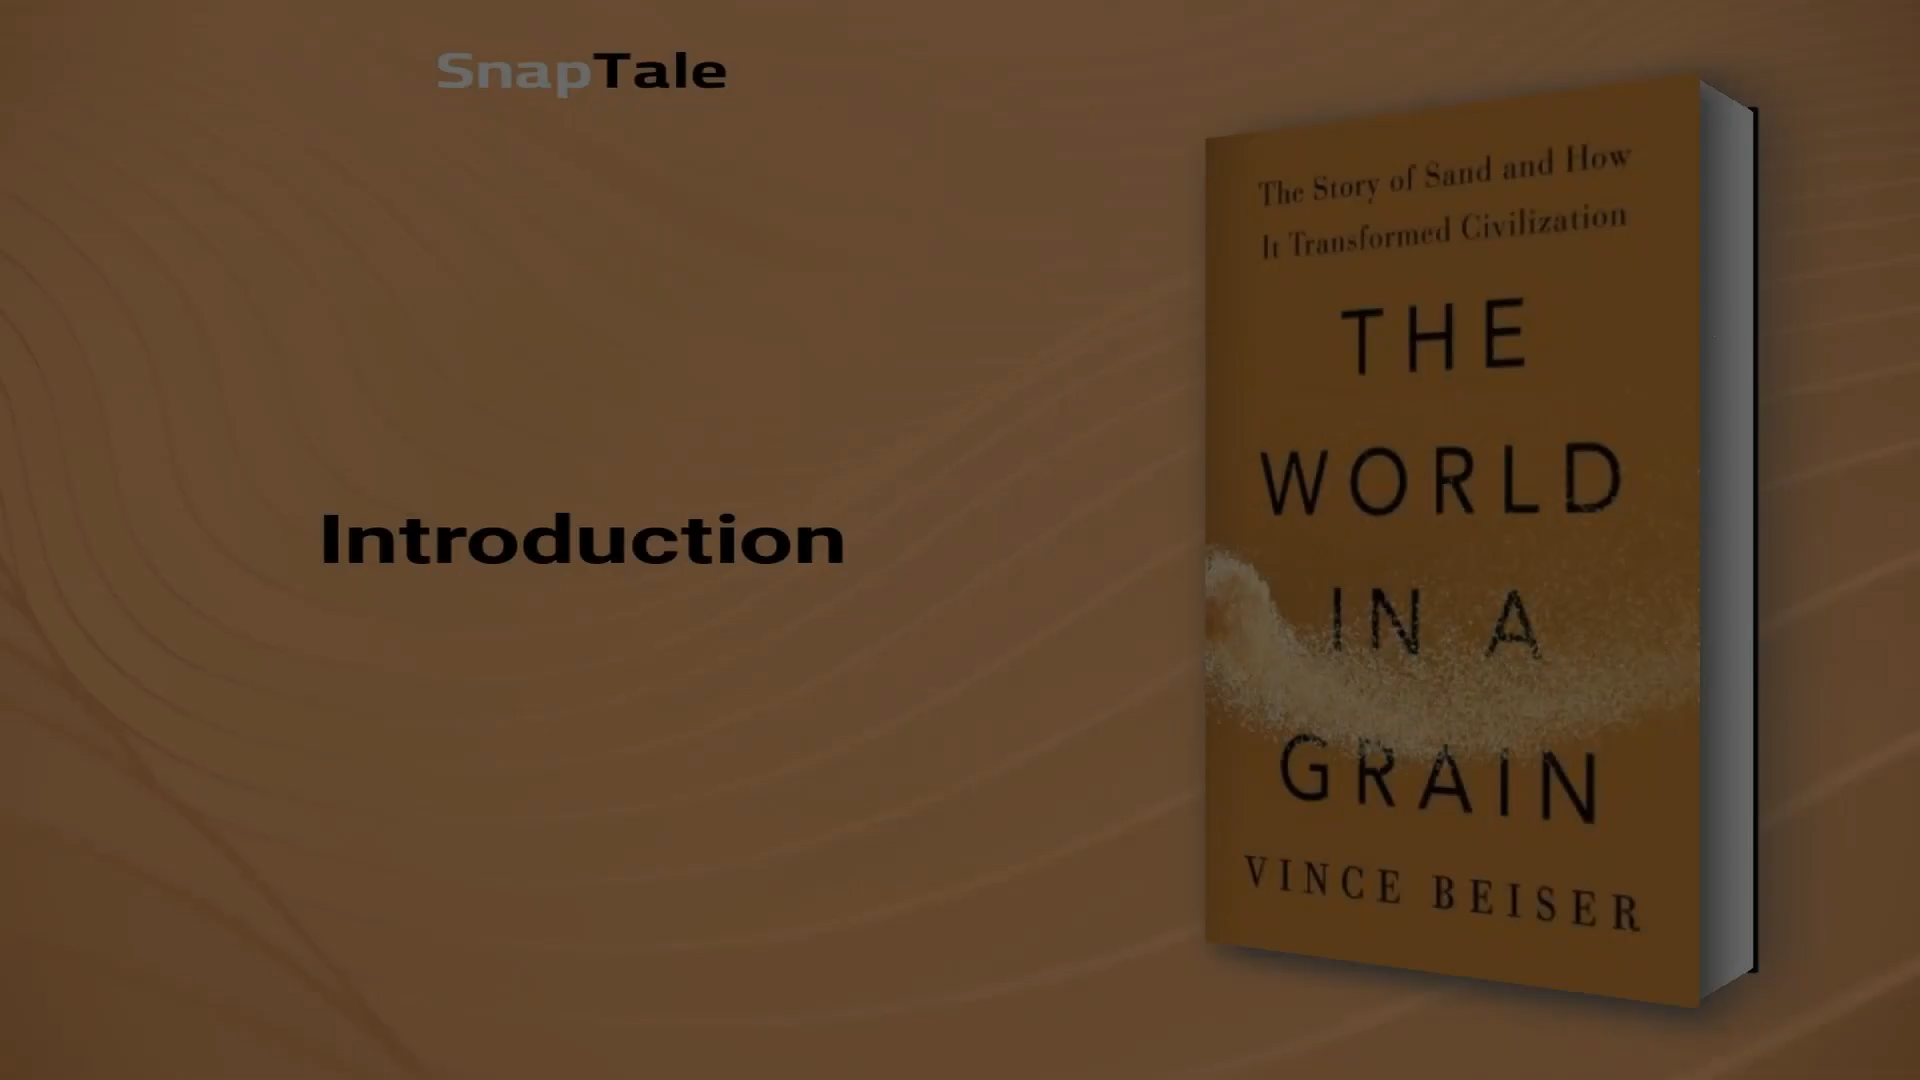 SnapTale
Introduction
The Story of Sand and How
It Transformed Civilization
THE
WORLD
IN A
GRAIN
VINCE BEISER